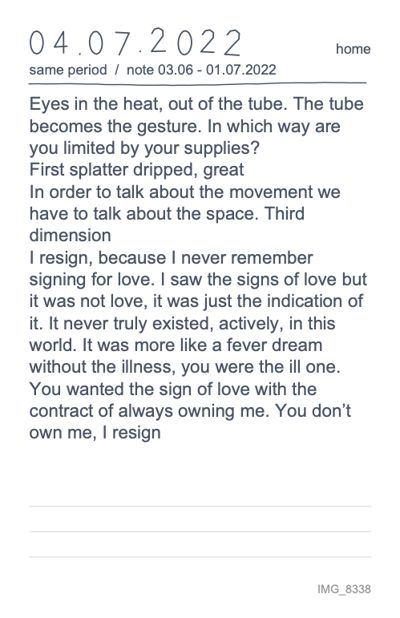 04.07.2022
home
same period / note 03.06 - 01.07.2022
Eyes in the heat, out of the tube. The tube
becomes the gesture. In which way are
you limited by your supplies?
First splatter dripped, great
In order to talk about the movement we
have to talk about the space. Third
dimension
I resign, because I never remember
signing for love. I saw the signs of love but
it was not love, it was just the indication of
it. It never truly existed, actively, in this
world. It was more like a fever dream
without the illness, you were the ill one.
You wanted the sign of love with the
contract of always owning me. You don’t
own me, I resign
IMG_8338